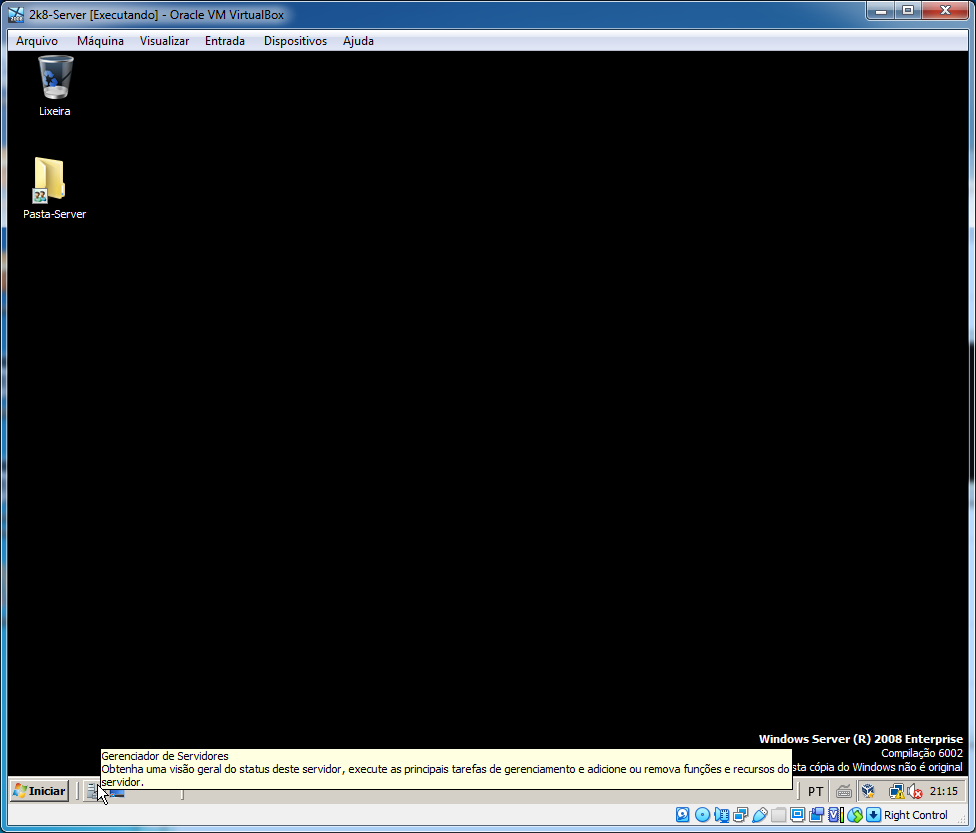 2k8-Server [Executando] - Oracle VM VirtualBox
Arquivo Máquina Visualizar Entrada Dispositivos Ajuda
Lixeira
Pasta-Server
Windows Server (R) 2008 Enterprise
Compilação 6002
sta cópia do Windows não é original
Gerenciador de Servidores
Obtenha uma visão geral do status deste servidor, execute as principais tarefas de gerenciamento e adicione ou remova funções e recursos do
servidor.
Iniciar PT 21:15
Right Control